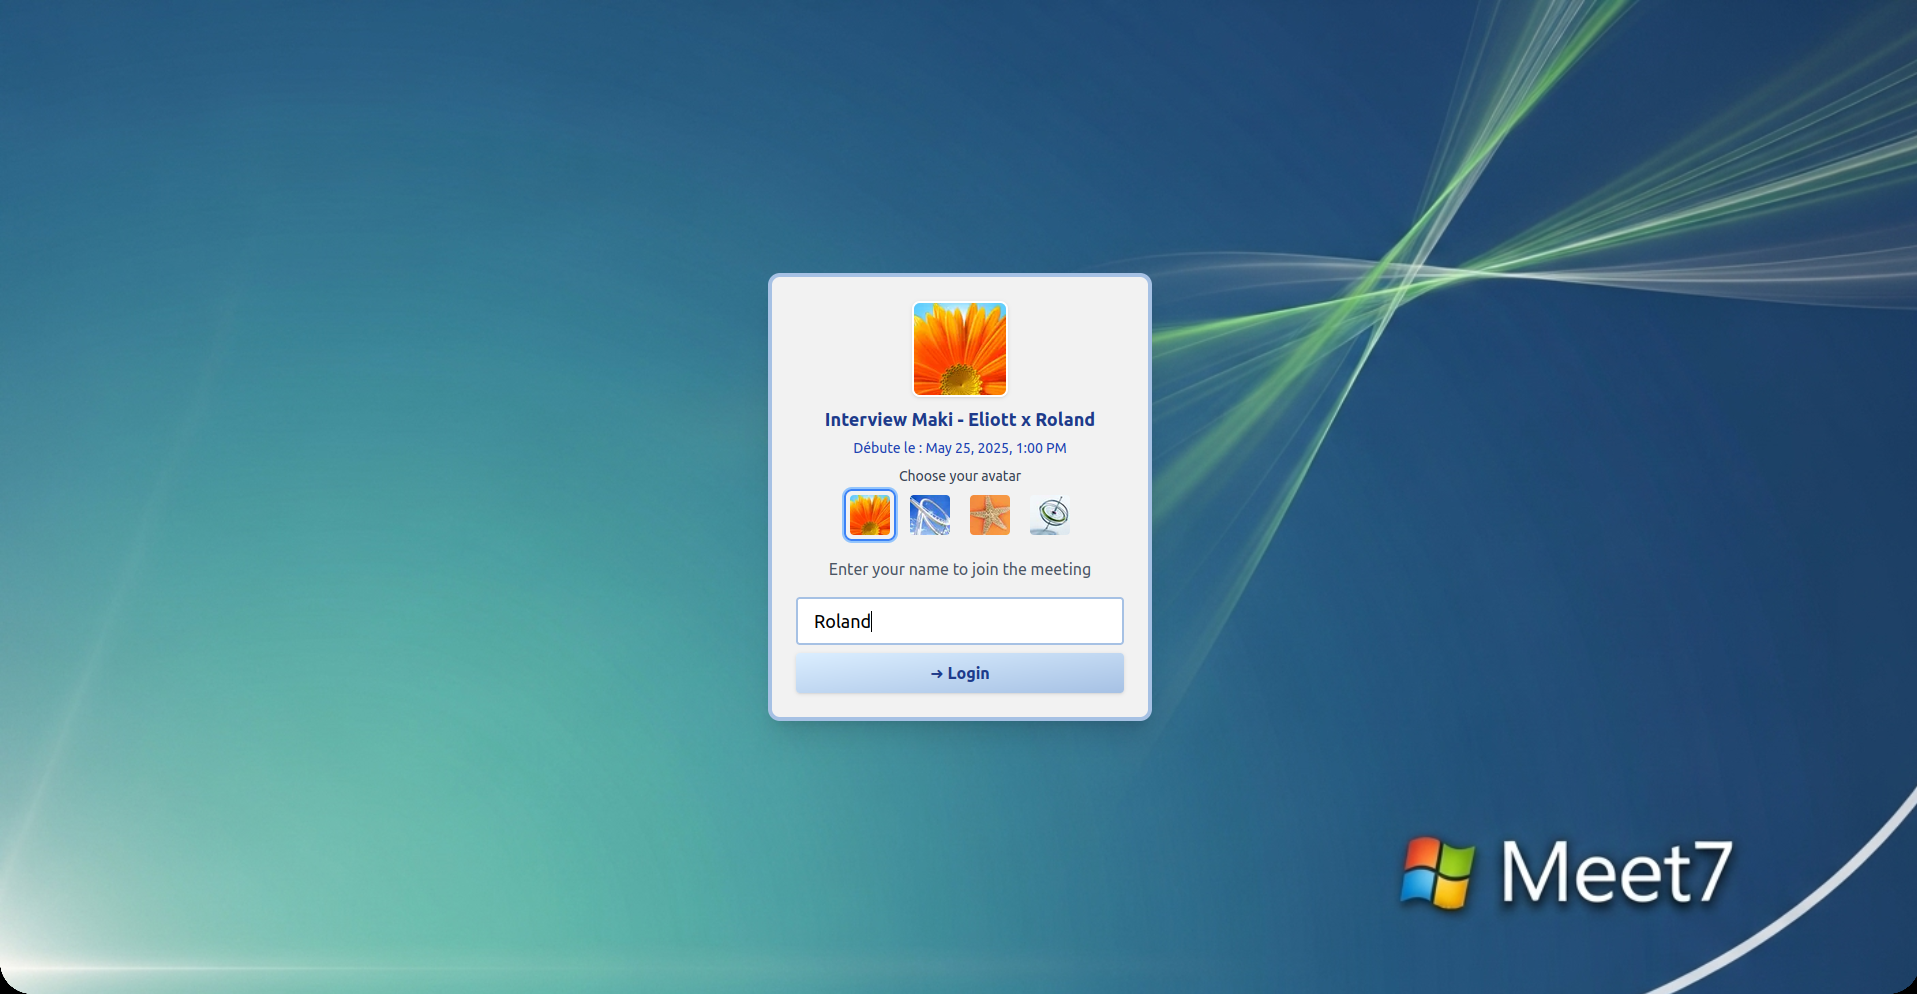 Interview Maki - Eliott x Roland
Débute le : May 25, 2025, 1:00 PM
Choose your avatar
Enter your name to join the meeting
Roland
→ Login
Meet7